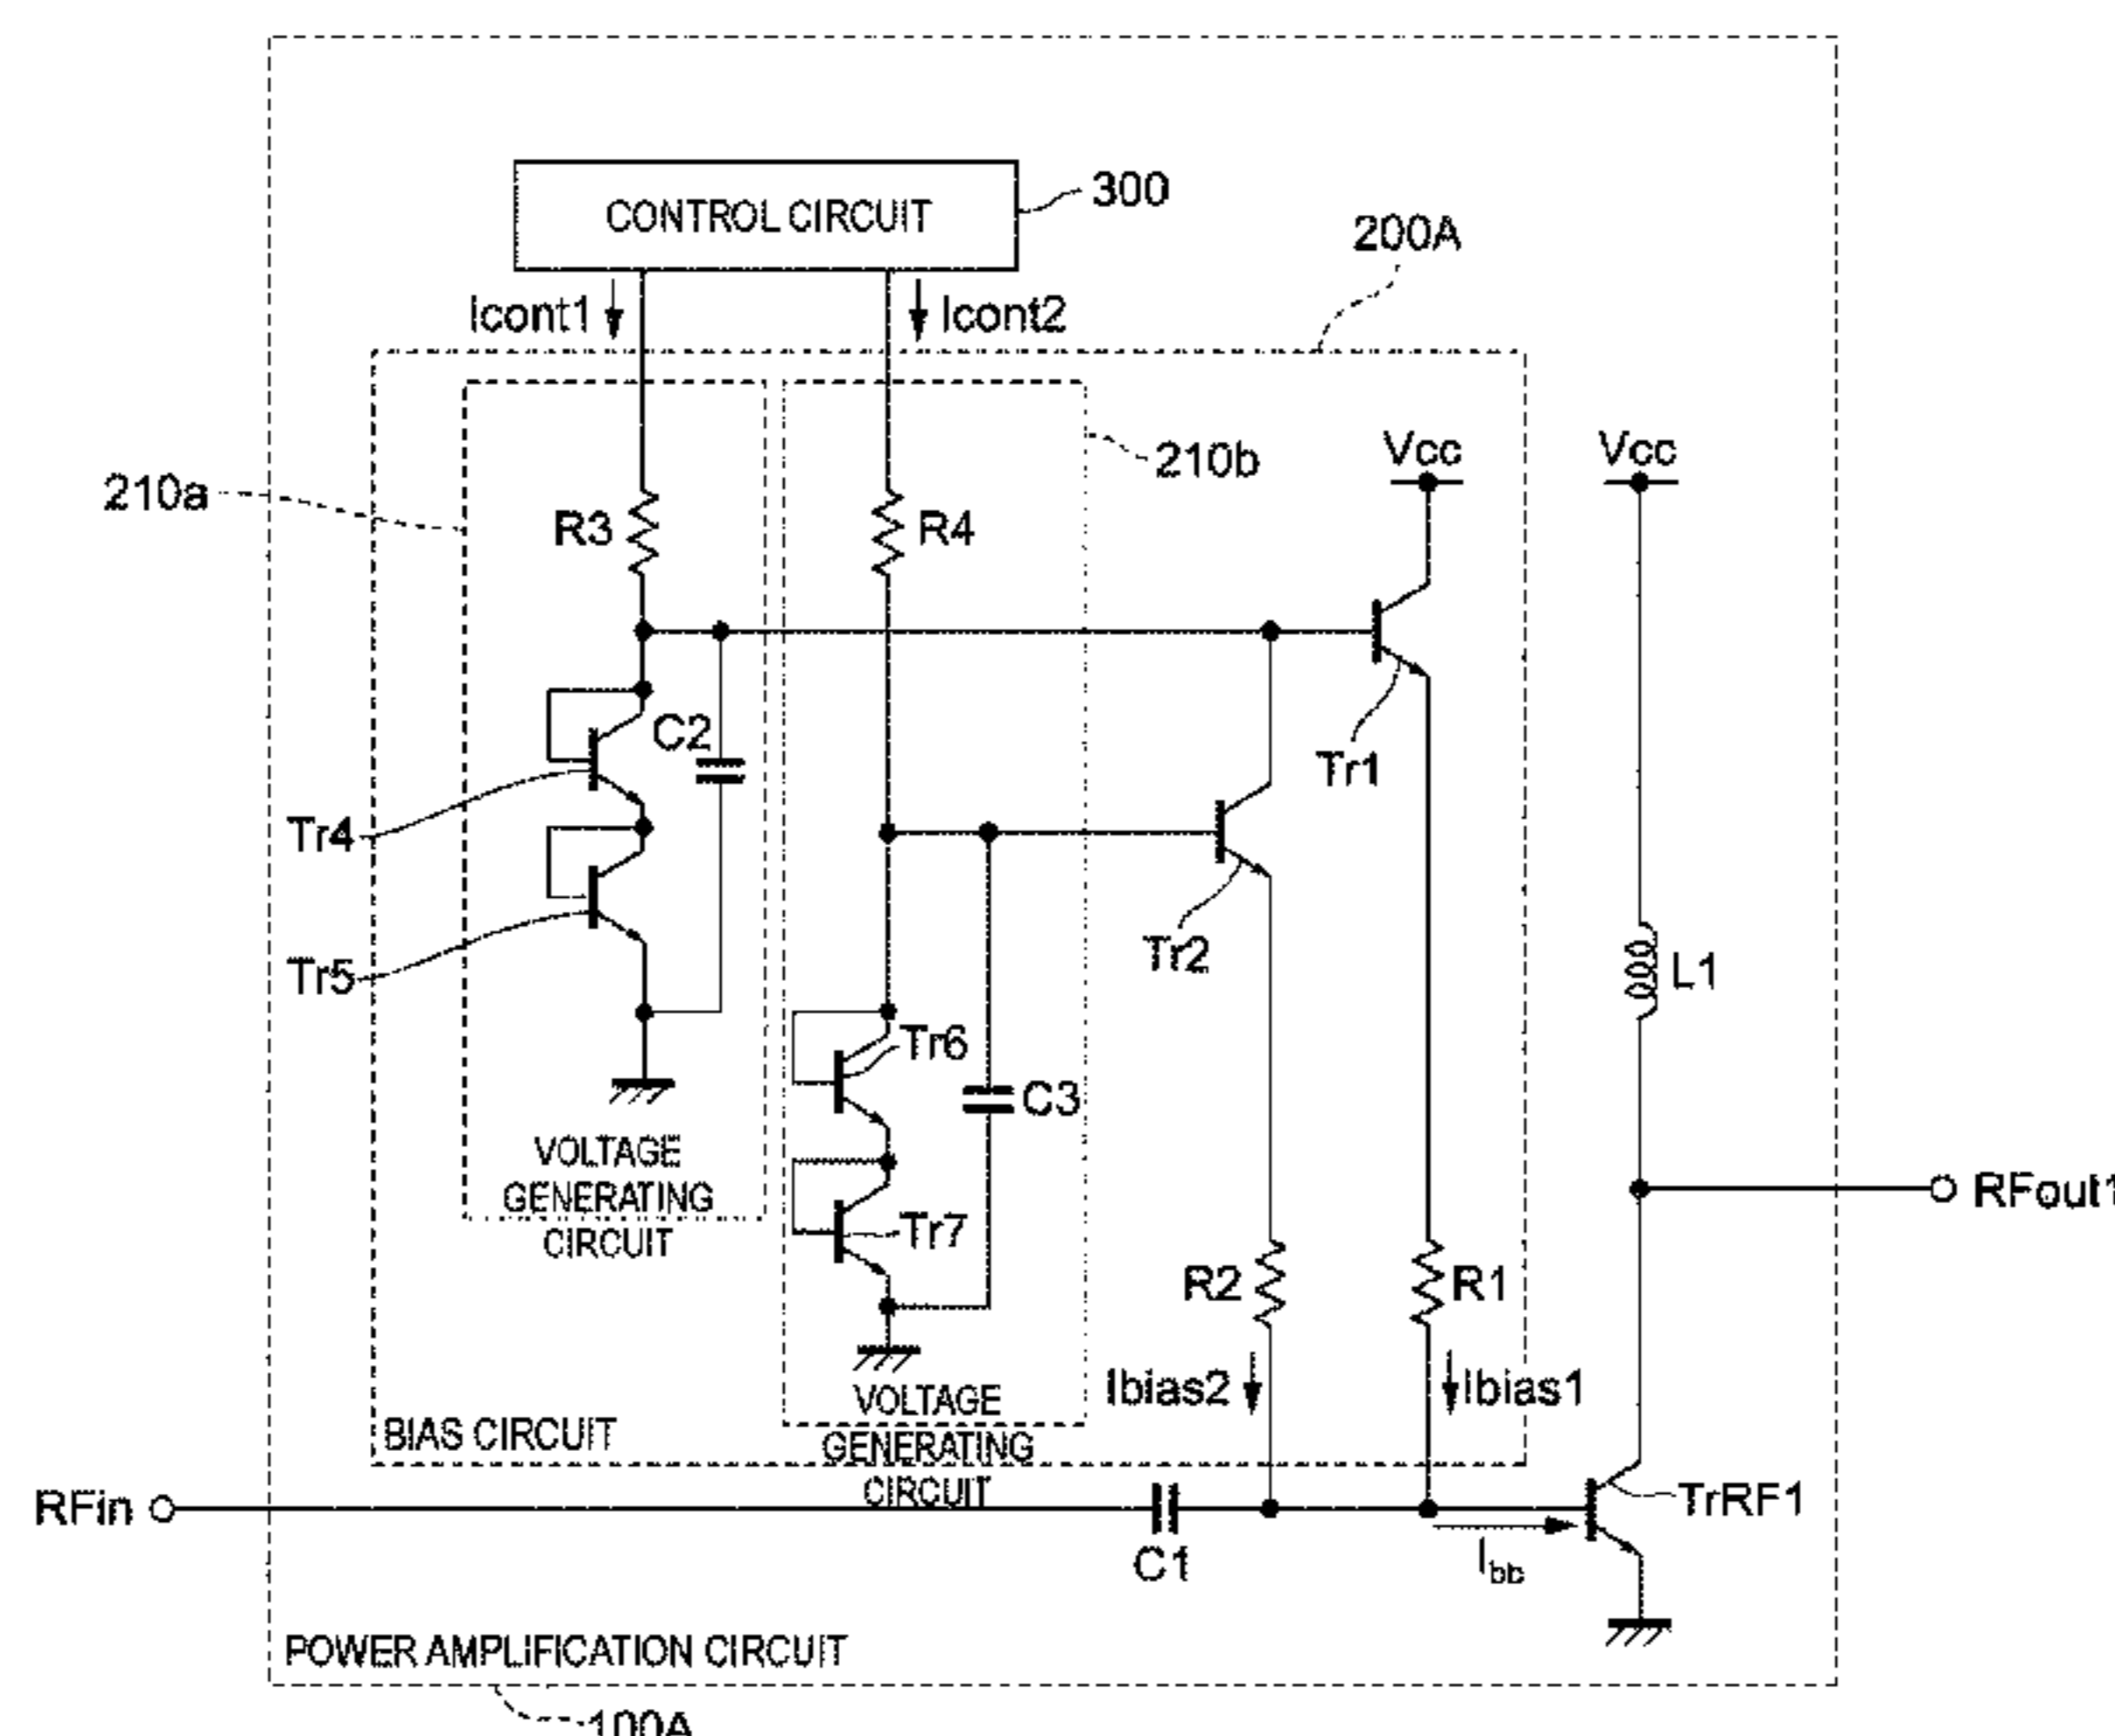 CONTROL CIRCUIT
300
200A
Icont1
Icont2
210a
210b
Vcc
Vcc
R3
R4
C2
Tr1
Tr4
Tr2
Tr5
L1
Tr6
C3
VOLTAGE
GENERATING
CIRCUIT
RFout1
Tr7
R2
R1
Ibias2
Ibias1
VOLTAGE
GENERATING
CIRCUIT
BIAS CIRCUIT
RFin
C1
TrRF1
Ibb
POWER AMPLIFICATION CIRCUIT
100A